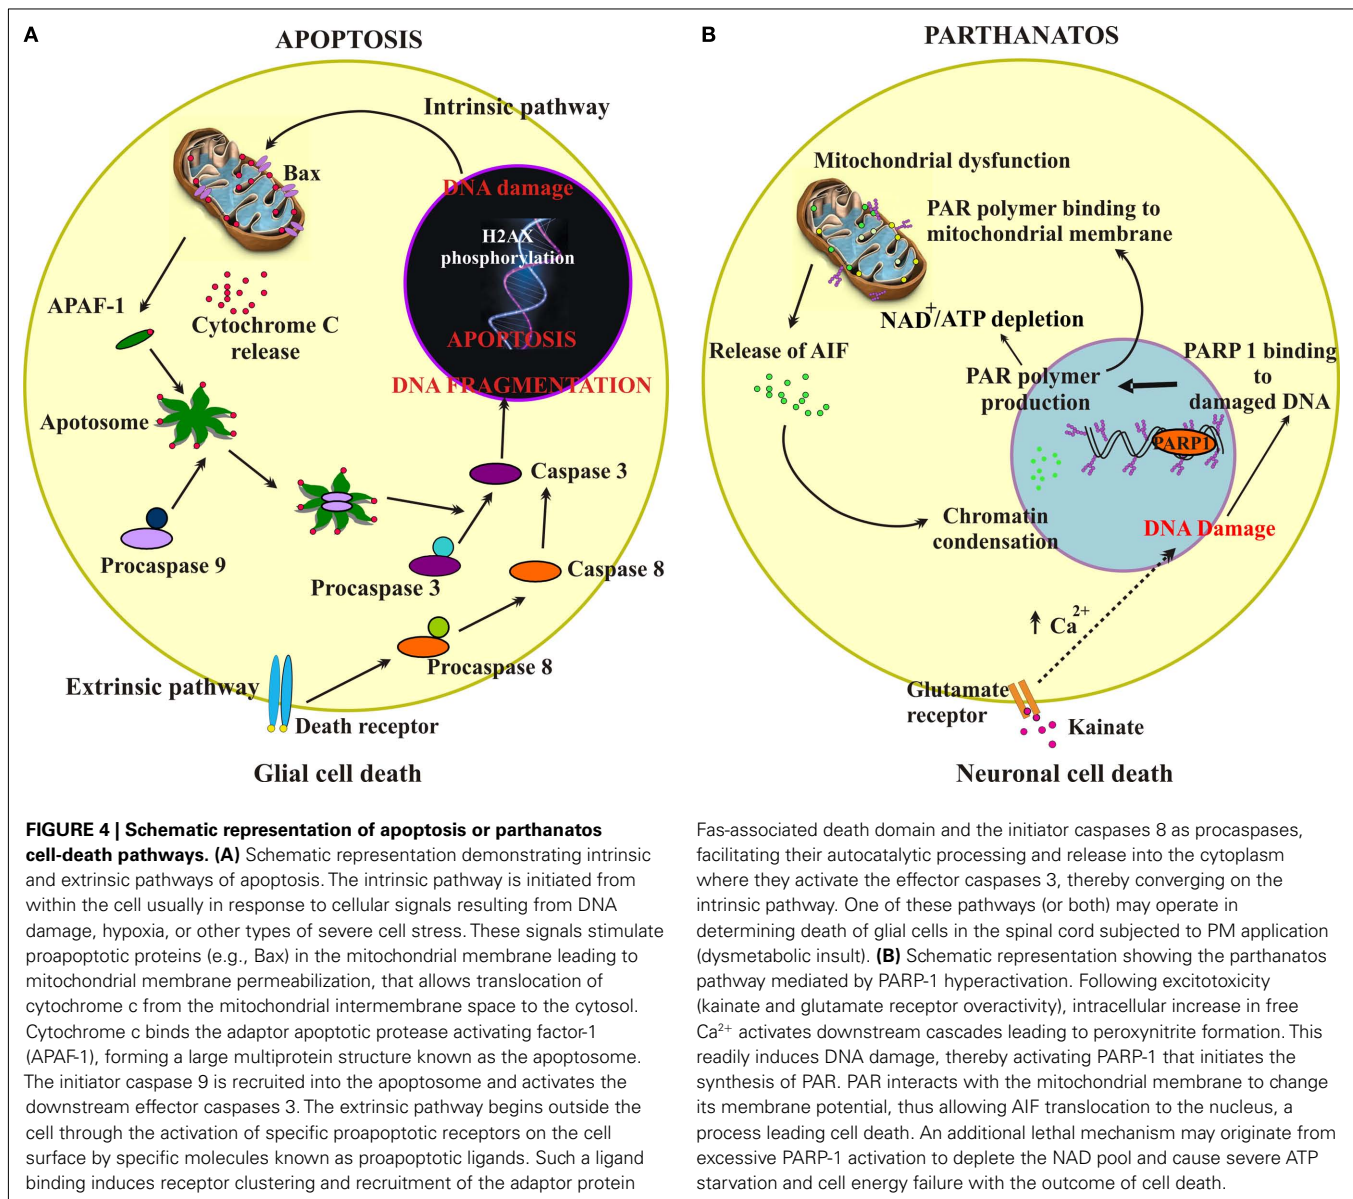 A
APOPTOSIS
Intrinsic pathway
Bax
DNA damage
H2AX
phosphorylation
APAF-1
Cytochrome C
release
APOPTOSIS
DNA FRAGMENTATION
Apotosome
Caspase 3
Procaspase 9
Procaspase 3
Caspase 8
Procaspase 8
Extrinsic pathway
Death receptor
Glial cell death
B
PARTHANATOS
Mitochondrial dysfunction
PAR polymer binding to
mitochondrial membrane
NAD+/ATP depletion
Release of AIF
PAR polymer
production
PARP 1 binding
to
damaged DNA
PARP1
Chromatin
condensation
DNA Damage
Ca2+
Glutamate
receptor
Kainate
Neuronal cell death
FIGURE 4 | Schematic representation of apoptosis or parthanatos
cell-death pathways. (A) Schematic representation demonstrating intrinsic
and extrinsic pathways of apoptosis. The intrinsic pathway is initiated from
within the cell usually in response to cellular signals resulting from DNA
damage, hypoxia, or other types of severe cell stress. These signals stimulate
proapoptotic proteins (e.g., Bax) in the mitochondrial membrane leading to
mitochondrial membrane permeabilization, that allows translocation of
cytochrome c from the mitochondrial intermembrane space to the cytosol.
Cytochrome c binds the adaptor apoptotic protease activating factor-1
(APAF-1), forming a large multiprotein structure known as the apoptosome.
The initiator caspase 9 is recruited into the apoptosome and activates the
downstream effector caspases 3. The extrinsic pathway begins outside the
cell through the activation of specific proapoptotic receptors on the cell
surface by specific molecules known as proapoptotic ligands. Such a ligand
binding induces receptor clustering and recruitment of the adaptor protein
Fas-associated death domain and the initiator caspases 8 as procaspases,
facilitating their autocatalytic processing and release into the cytoplasm
where they activate the effector caspases 3, thereby converging on the
intrinsic pathway. One of these pathways (or both) may operate in
determining death of glial cells in the spinal cord subjected to PM application
(dysmetabolic insult). (B) Schematic representation showing the parthanatos
pathway mediated by PARP-1 hyperactivation. Following excitotoxicity
(kainate and glutamate receptor overactivity), intracellular increase in free
Ca2+ activates downstream cascades leading to peroxynitrite formation. This
readily induces DNA damage, thereby activating PARP-1 that initiates the
synthesis of PAR. PAR interacts with the mitochondrial membrane to change
its membrane potential, thus allowing AIF translocation to the nucleus, a
process leading cell death. An additional lethal mechanism may originate from
excessive PARP-1 activation to deplete the NAD pool and cause severe ATP
starvation and cell energy failure with the outcome of cell death.